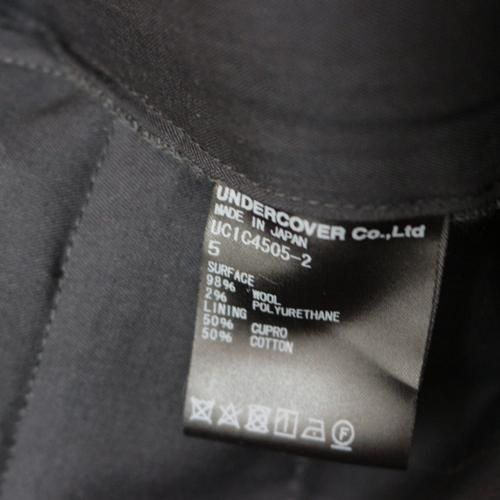 UNDERCOVER Co.,Ltd
MADE IN JAPAN
UC1C4505-2
5
SURFACE
98% WOOL
2% POLYURETHANE
LINING
50% CUPRO
50% COTTON
F